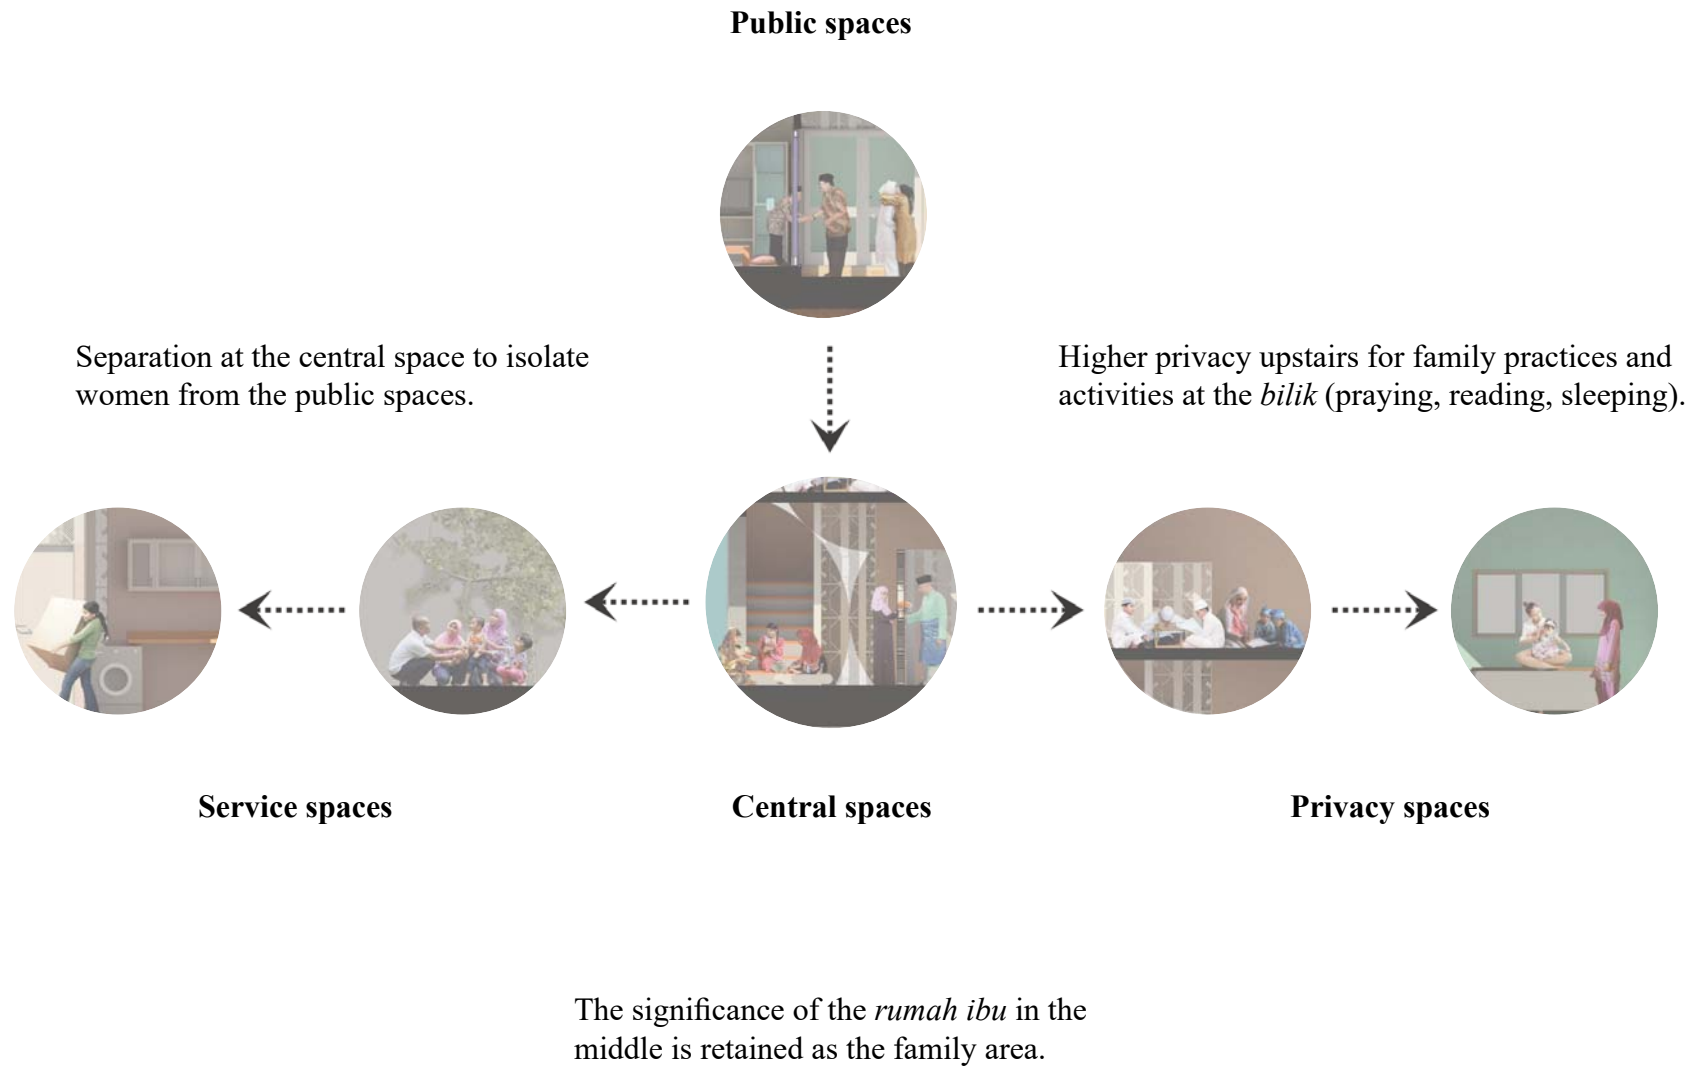 Public spaces
Separation at the central space to isolate
women from the public spaces.
Higher privacy upstairs for family practices and
activities at the bilik (praying, reading, sleeping).
Service spaces
Central spaces
Privacy spaces
The significance of the rumah ibu in the
middle is retained as the family area.